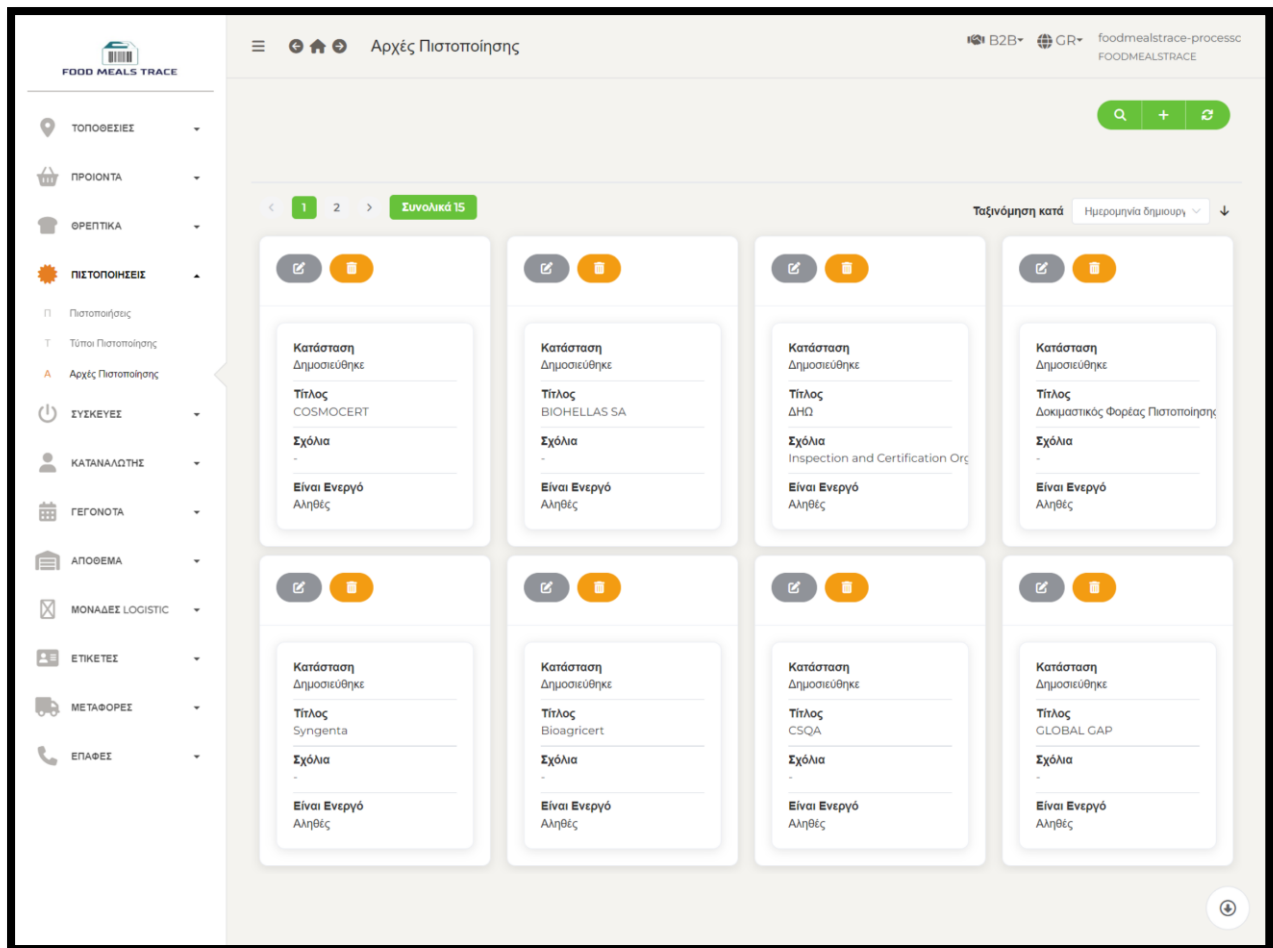 FOOD MEALS TRACE
Αρχές Πιστοποίησης
B2B
GR
foodmealstrace-processc
FOODMEALSTRACE
ΤΟΠΟΘΕΣΙΕΣ
ΠΡΟΙΟΝΤΑ
ΘΡΕΠΤΙΚΑ
ΠΙΣΤΟΠΟΙΗΣΕΙΣ
Π Πιστοποιήσεις
Τ Τύποι Πιστοποίησης
Α Αρχές Πιστοποίησης
ΣΥΣΚΕΥΕΣ
ΚΑΤΑΝΑΛΩΤΗΣ
ΓΕΓΟΝΟΤΑ
ΑΠΟΘΕΜΑ
ΜΟΝΑΔΕΣ LOGISTIC
ΕΤΙΚΕΤΕΣ
ΜΕΤΑΦΟΡΕΣ
ΕΠΑΦΕΣ
< 1 2 > Συνολικά 15
Ταξινόμηση κατά Ημερομηνία δημιουργ
Κατάσταση
Δημοσιεύθηκε
Τίτλος
COSMOCERT
Σχόλια
-
Είναι Ενεργό
Αληθές
Κατάσταση
Δημοσιεύθηκε
Τίτλος
BIOHELLAS SA
Σχόλια
-
Είναι Ενεργό
Αληθές
Κατάσταση
Δημοσιεύθηκε
Τίτλος
ΔΗΩ
Σχόλια
Inspection and Certification Org
Είναι Ενεργό
Αληθές
Κατάσταση
Δημοσιεύθηκε
Τίτλος
Δοκιμαστικός Φορέας Πιστοποίησης
Σχόλια
-
Είναι Ενεργό
Αληθές
Κατάσταση
Δημοσιεύθηκε
Τίτλος
Syngenta
Σχόλια
-
Είναι Ενεργό
Αληθές
Κατάσταση
Δημοσιεύθηκε
Τίτλος
Bioagricert
Σχόλια
-
Είναι Ενεργό
Αληθές
Κατάσταση
Δημοσιεύθηκε
Τίτλος
CSQA
Σχόλια
-
Είναι Ενεργό
Αληθές
Κατάσταση
Δημοσιεύθηκε
Τίτλος
GLOBAL GAP
Σχόλια
-
Είναι Ενεργό
Αληθές